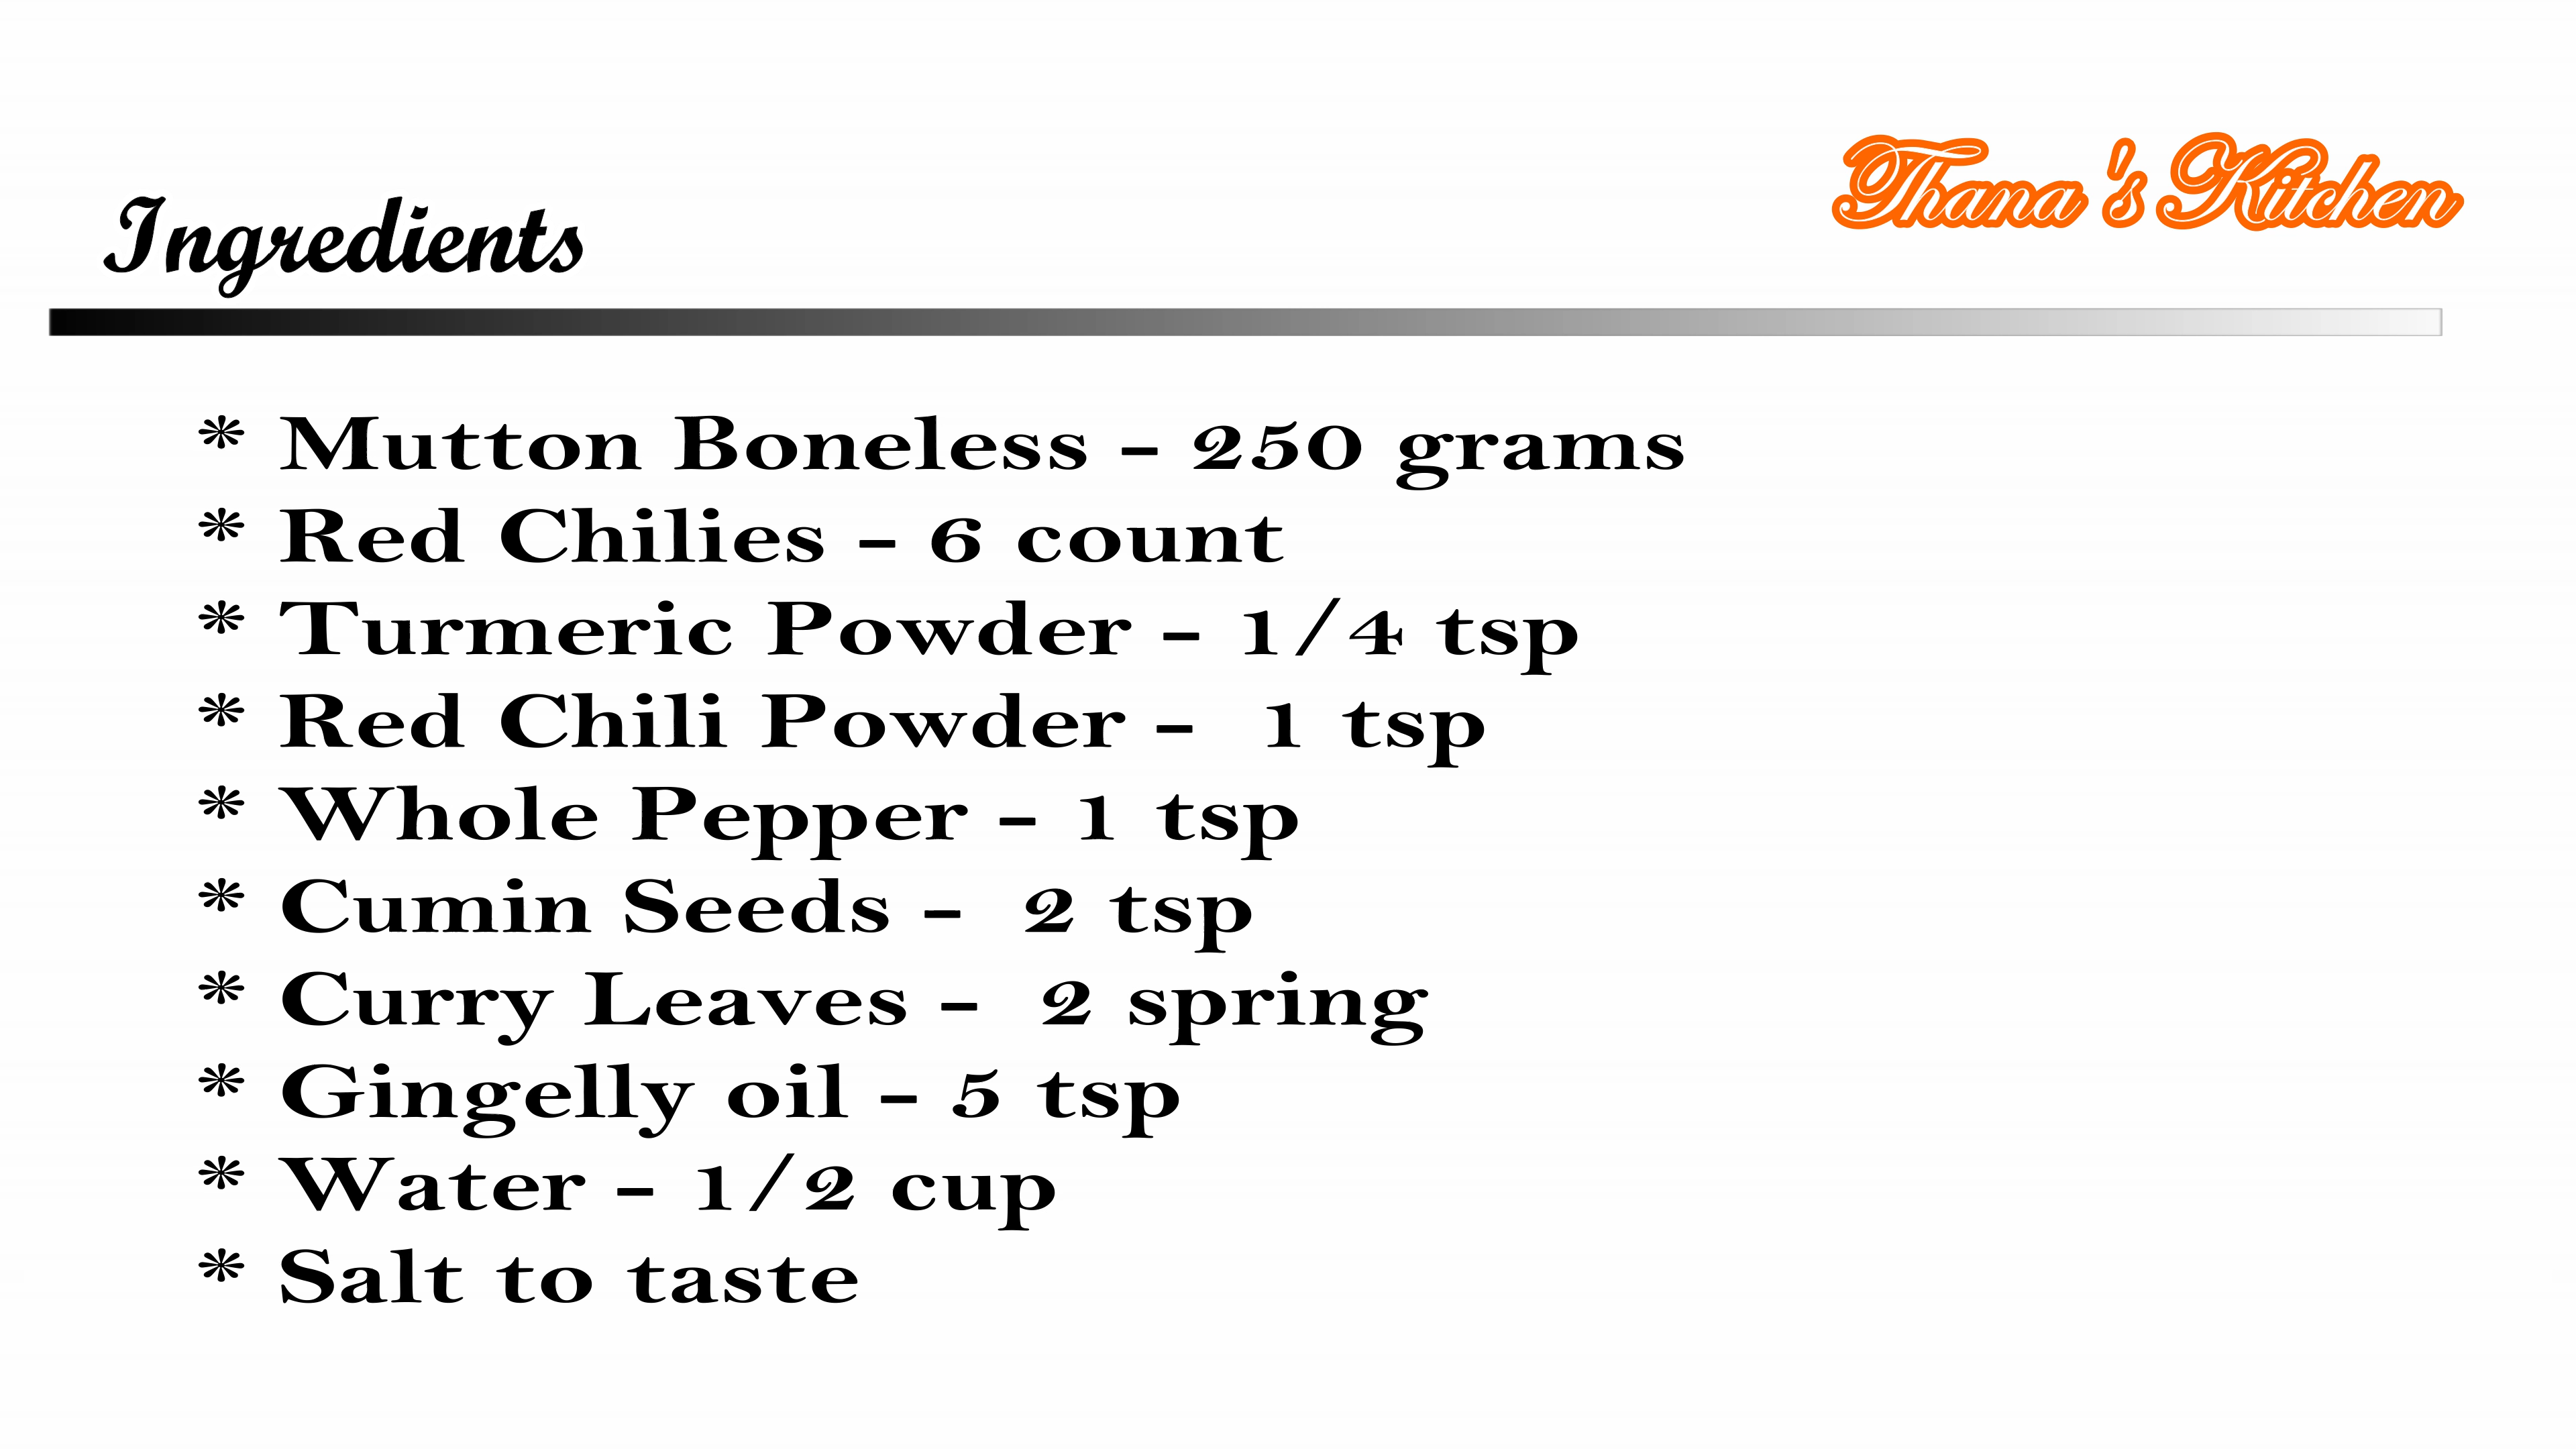 Thana's Kitchen
Ingredients
* Mutton Boneless - 250 grams
* Red Chilies - 6 count
* Turmeric Powder - 1/4 tsp
* Red Chili Powder -  1 tsp
* Whole Pepper - 1 tsp
* Cumin Seeds -  2 tsp
* Curry Leaves -  2 spring
* Gingelly oil - 5 tsp
* Water - 1/2 cup
* Salt to taste